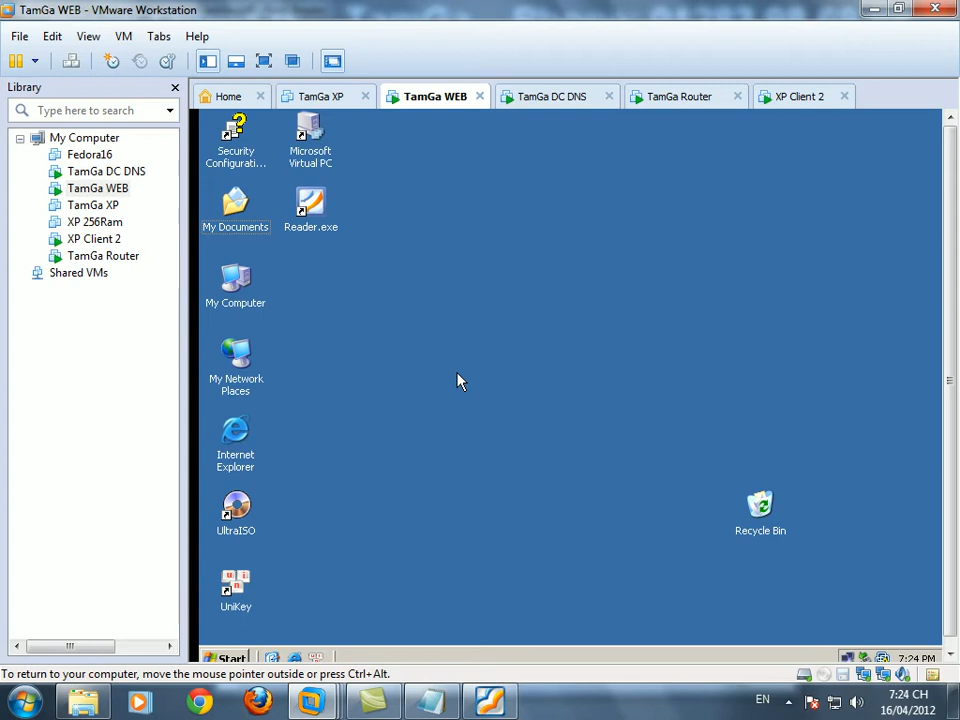 TamGa WEB - VMware Workstation
File Edit View VM Tabs Help
Library
Type here to search
My Computer
Fedora16
TamGa DC DNS
TamGa WEB
TamGa XP
XP 256Ram
XP Client 2
TamGa Router
Shared VMs
Home
TamGa XP
TamGa WEB
TamGa DC DNS
TamGa Router
XP Client 2
Security
Configurati...
Microsoft
Virtual PC
My Documents
Reader.exe
My Computer
My Network
Places
Internet
Explorer
UltraISO
UniKey
Recycle Bin
Start
7:24 PM
To return to your computer, move the mouse pointer outside or press Ctrl+Alt.
EN
7:24 CH
16/04/2012